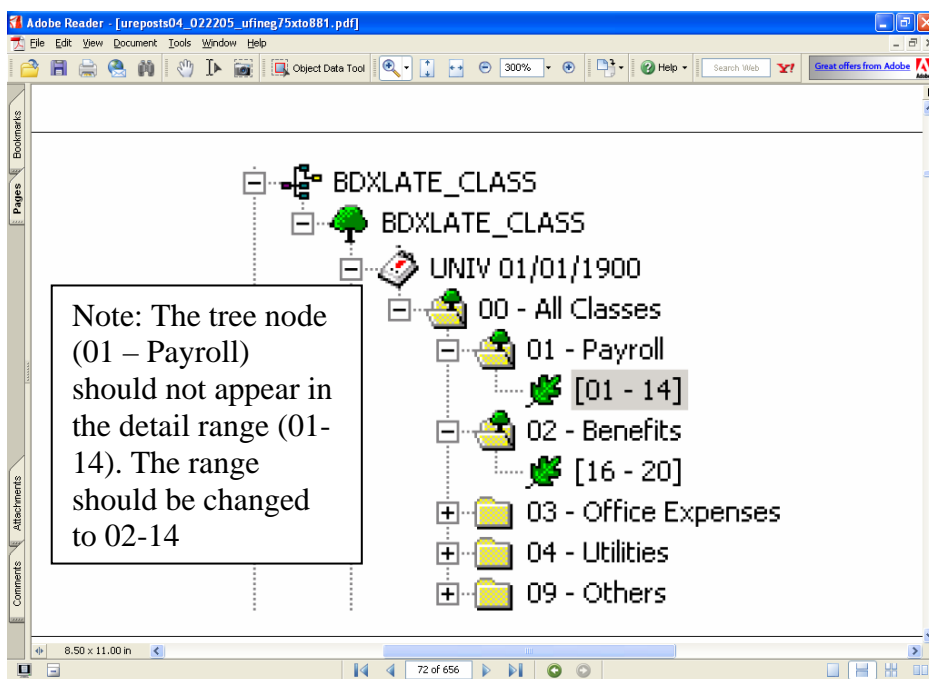 Adobe Reader - [ureposts04_022205_ufineg75xto881.pdf]
File Edit View Document Tools Window Help
Object Data Tool 300% Help Search Web Y! Great offers from Adobe
Adobe
Bookmarks
Pages
Attachments
Comments
BDXLATE_CLASS
BDXLATE_CLASS
UNIV 01/01/1900
00 - All Classes
01 - Payroll
[01 - 14]
02 - Benefits
[16 - 20]
03 - Office Expenses
04 - Utilities
09 - Others
Note: The tree node
(01 – Payroll)
should not appear in
the detail range (01-
14). The range
should be changed
to 02-14
8.50 x 11.00 in
72 of 656